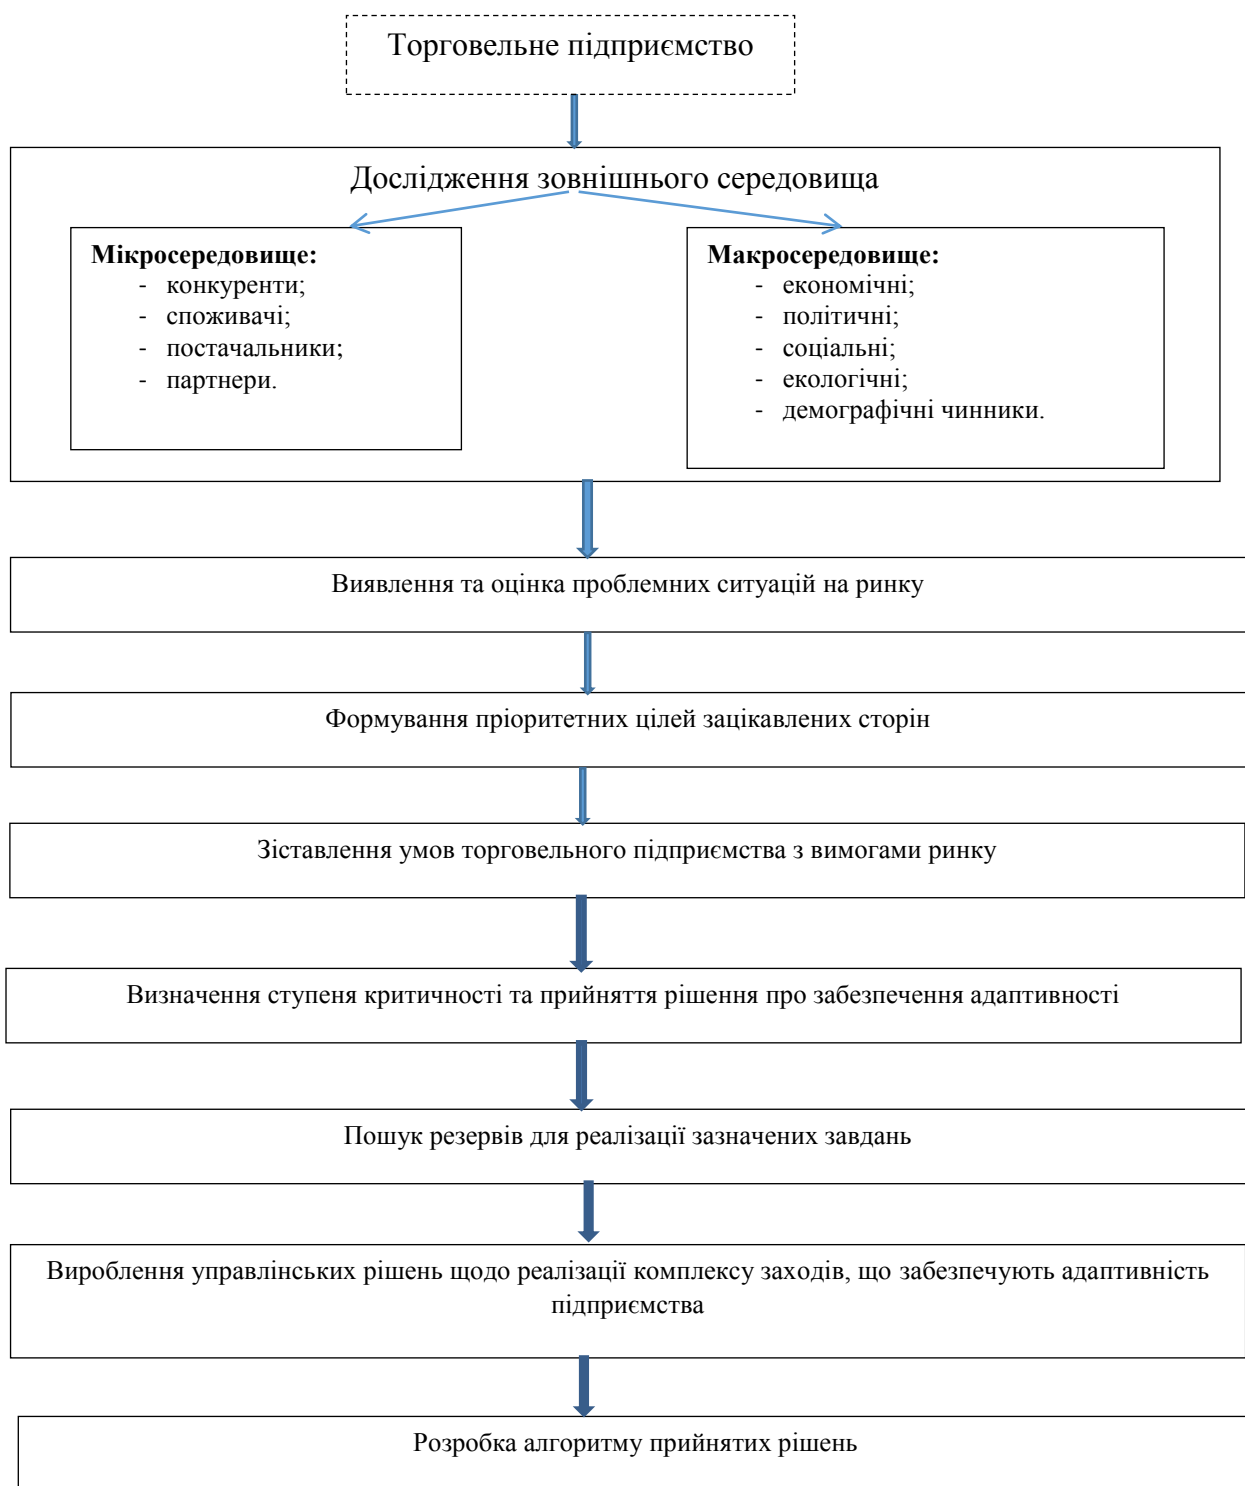 Торговельне підприємство
Дослідження зовнішнього середовища
Мікросередовище:
- конкуренти;
- споживачі;
- постачальники;
- партнери.
Макросередовище:
- економічні;
- політичні;
- соціальні;
- екологічні;
- демографічні чинники.
Виявлення та оцінка проблемних ситуацій на ринку
Формування пріоритетних цілей зацікавлених сторін
Зіставлення умов торговельного підприємства з вимогами ринку
Визначення ступеня критичності та прийняття рішення про забезпечення адаптивності
Пошук резервів для реалізації зазначених завдань
Вироблення управлінських рішень щодо реалізації комплексу заходів, що забезпечують адаптивність
підприємства
Розробка алгоритму прийнятих рішень